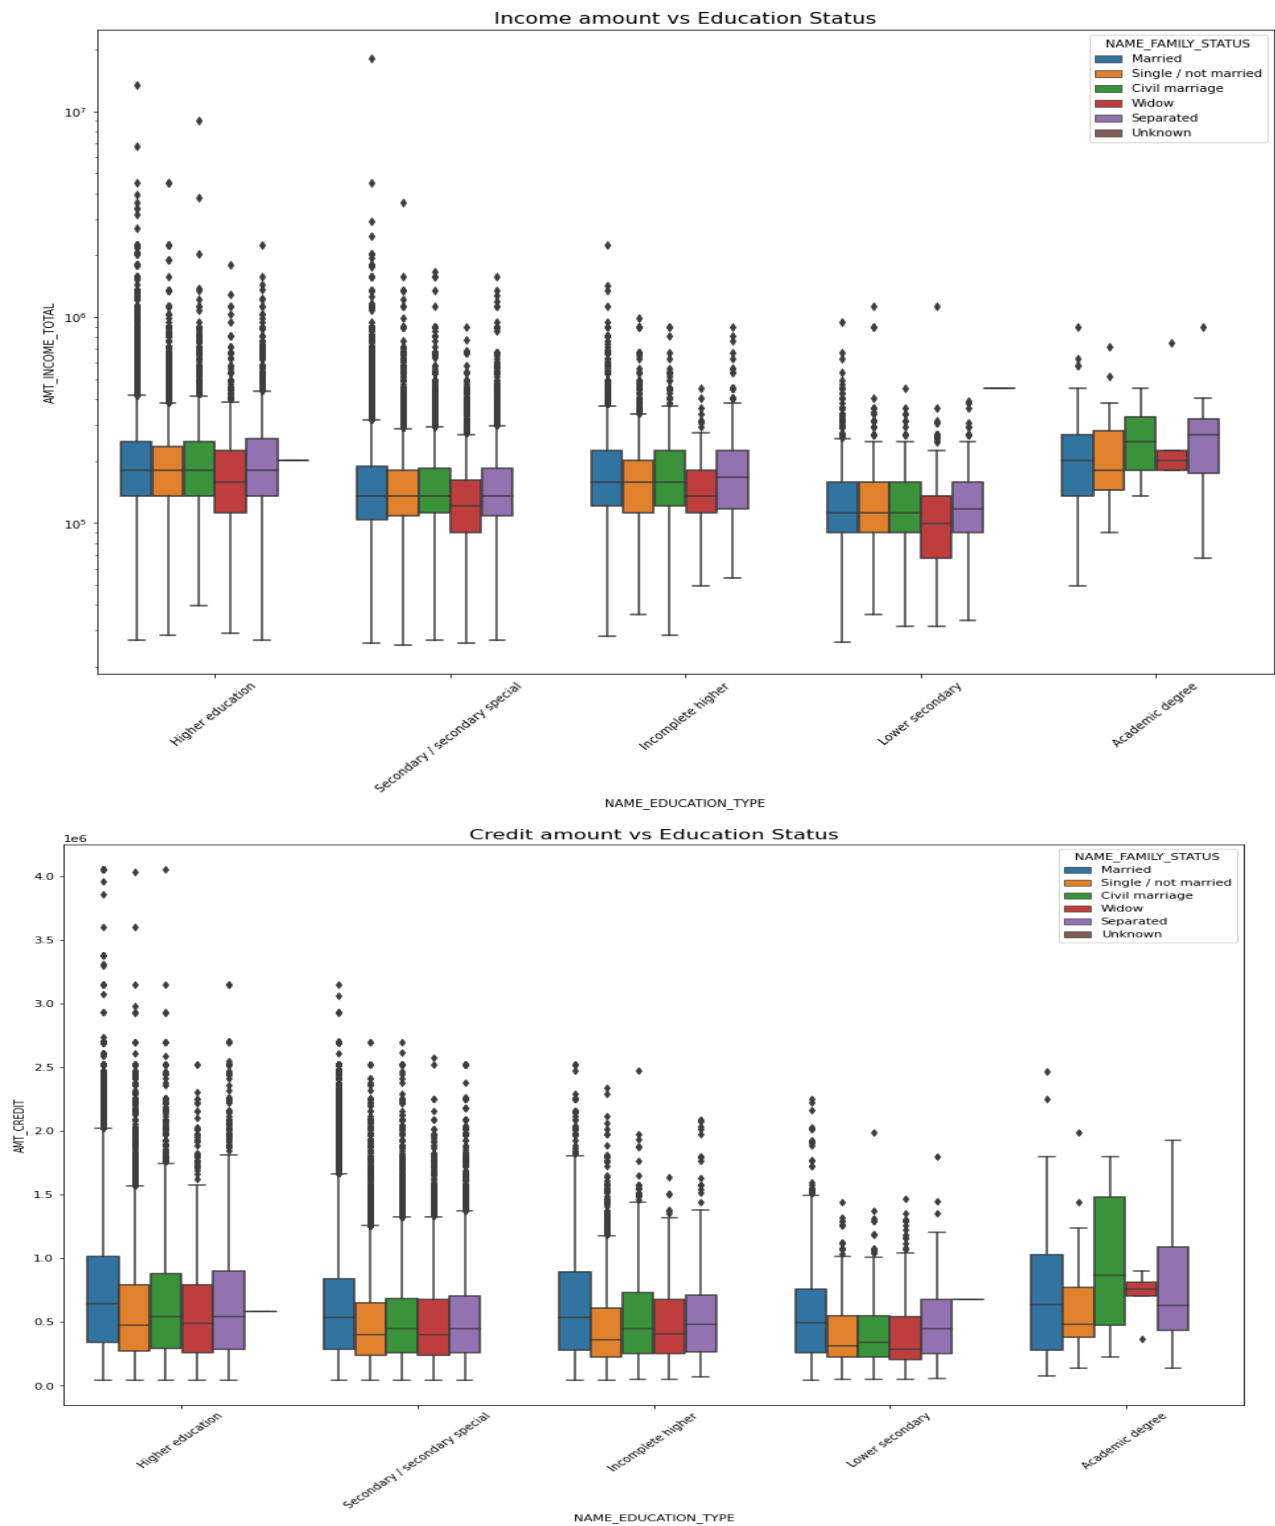 Income amount vs Education Status
NAME_FAMILY_STATUS
Married
Single / not married
Civil marriage
Widow
Separated
Unknown
10⁷
10⁶
10⁵
AMT_INCOME_TOTAL
Higher education
Secondary / secondary special
Incomplete higher
Lower secondary
Academic degree
NAME_EDUCATION_TYPE
Credit amount vs Education Status
1e6
NAME_FAMILY_STATUS
Married
Single / not married
Civil marriage
Widow
Separated
Unknown
4.0
3.5
3.0
2.5
2.0
1.5
1.0
0.5
0.0
AMT_CREDIT
Higher education
Secondary / secondary special
Incomplete higher
Lower secondary
Academic degree
NAME_EDUCATION_TYPE